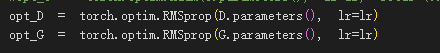 opt_D = torch.optim.RMSprop(D.parameters(), lr=lr)
opt_G = torch.optim.RMSprop(G.parameters(), lr=lr)